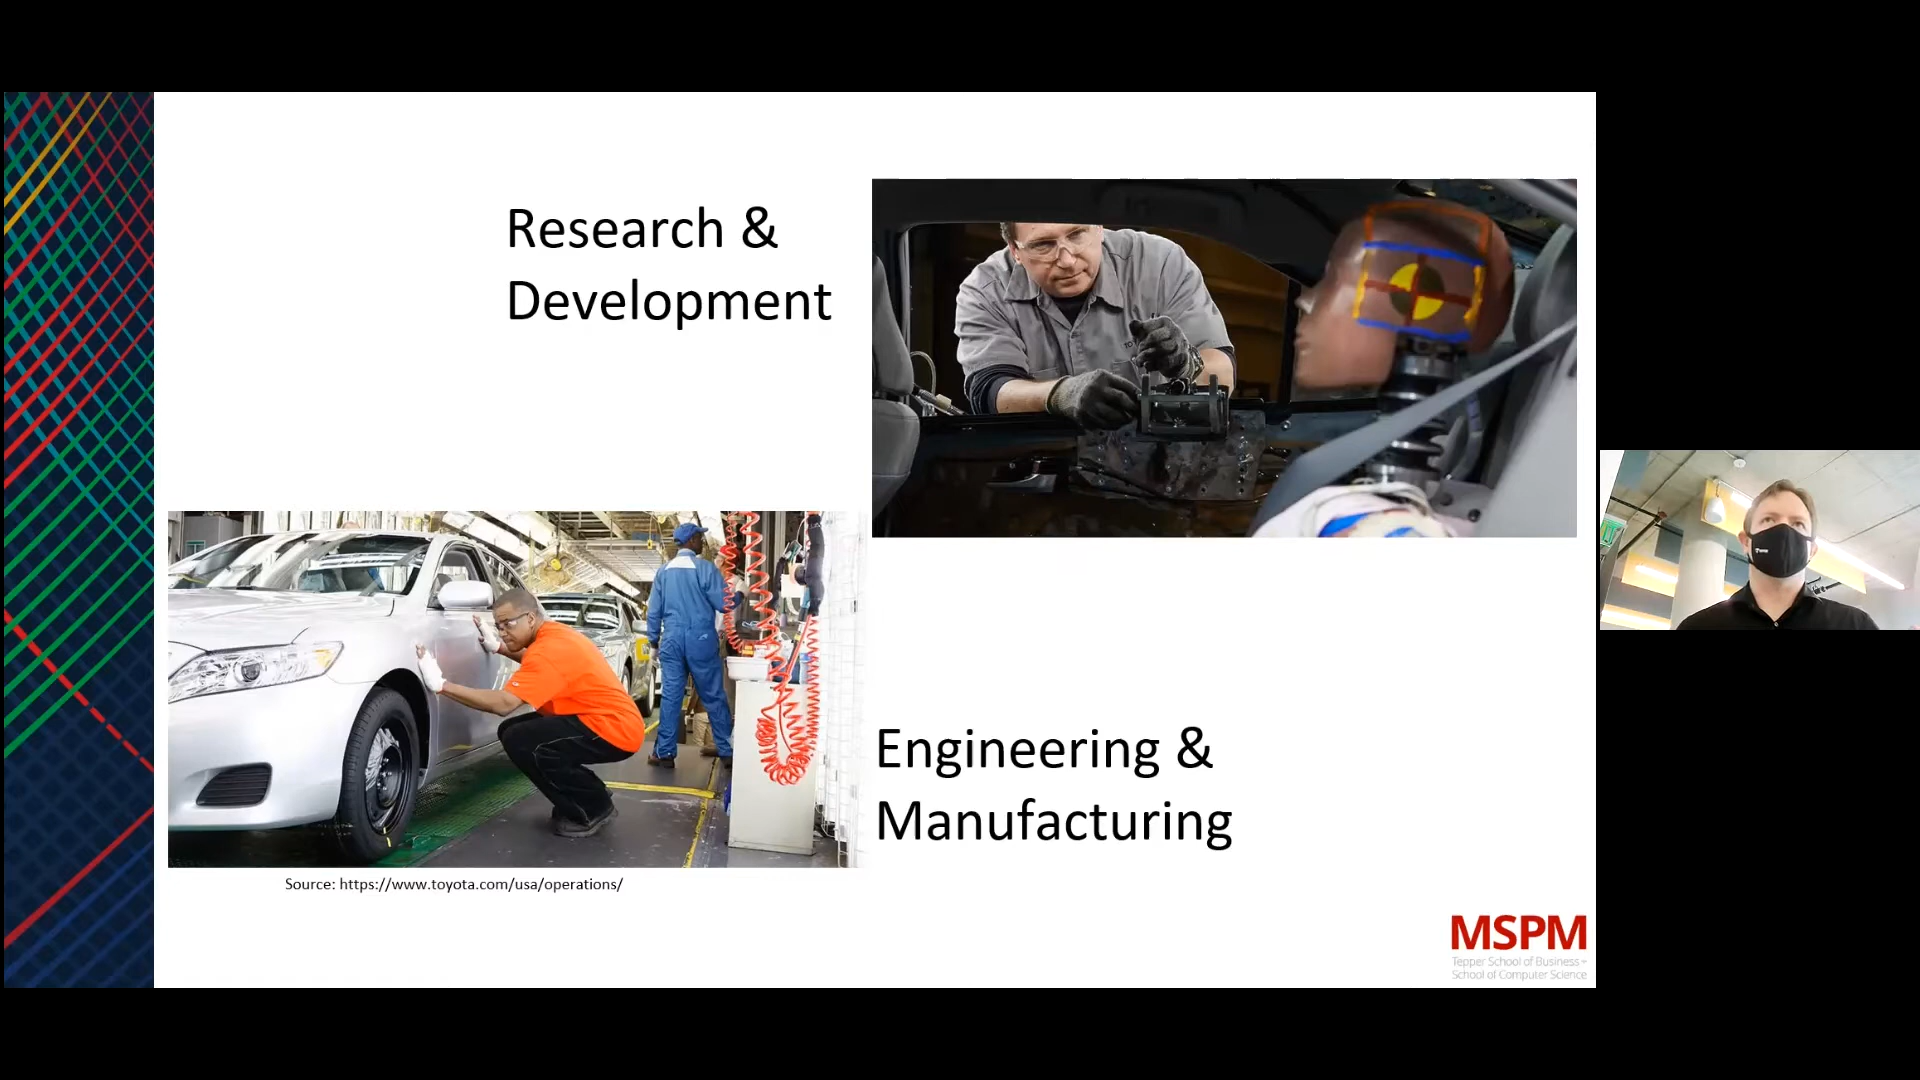 Research &
Development
Engineering &
Manufacturing
Source: https://www.toyota.com/usa/operations/
MSPM
Tepper School of Business +
School of Computer Science